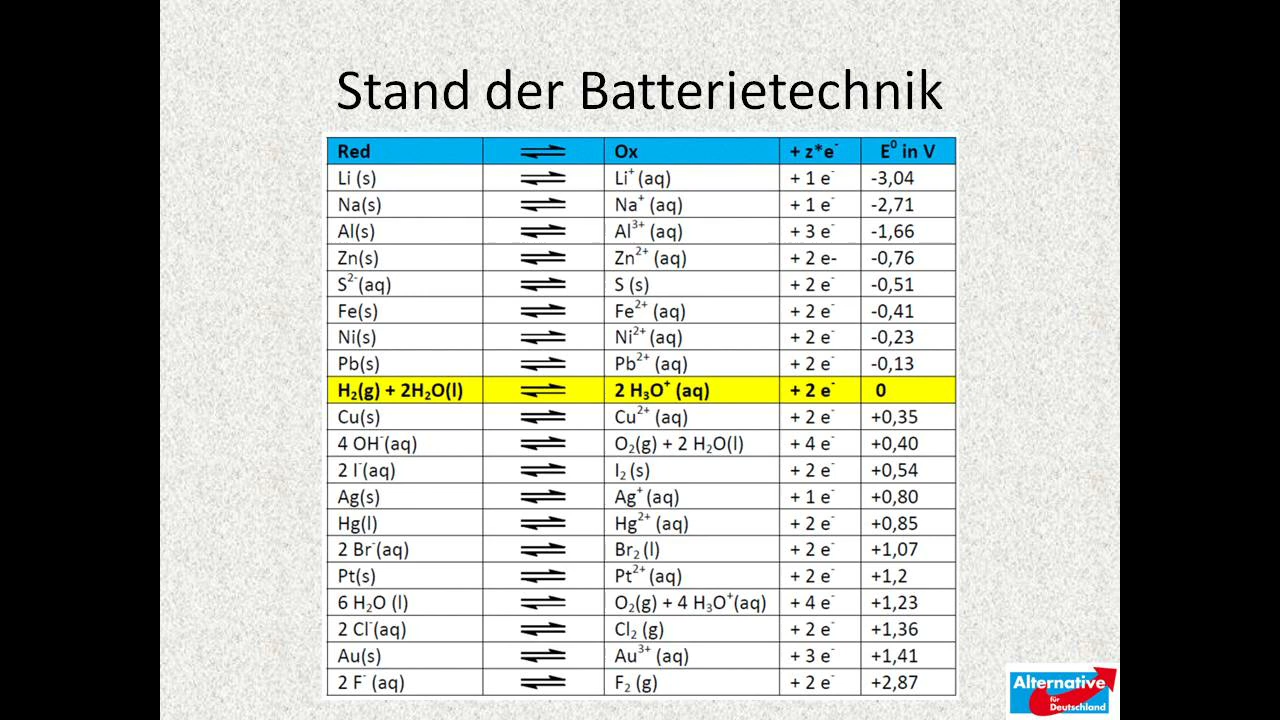 Stand der Batterietechnik
Red ⇌ Ox + z*e⁻ E⁰ in V
Li (s) ⇌ Li⁺ (aq) + 1 e⁻ -3,04
Na(s) ⇌ Na⁺ (aq) + 1 e⁻ -2,71
Al(s) ⇌ Al³⁺ (aq) + 3 e⁻ -1,66
Zn(s) ⇌ Zn²⁺ (aq) + 2 e- -0,76
S²⁻(aq) ⇌ S (s) + 2 e⁻ -0,51
Fe(s) ⇌ Fe²⁺ (aq) + 2 e⁻ -0,41
Ni(s) ⇌ Ni²⁺ (aq) + 2 e⁻ -0,23
Pb(s) ⇌ Pb²⁺ (aq) + 2 e⁻ -0,13
H₂(g) + 2H₂O(l) ⇌ 2 H₃O⁺ (aq) + 2 e⁻ 0
Cu(s) ⇌ Cu²⁺ (aq) + 2 e⁻ +0,35
4 OH⁻(aq) ⇌ O₂(g) + 2 H₂O(l) + 4 e⁻ +0,40
2 I⁻(aq) ⇌ I₂ (s) + 2 e⁻ +0,54
Ag(s) ⇌ Ag⁺ (aq) + 1 e⁻ +0,80
Hg(l) ⇌ Hg²⁺ (aq) + 2 e⁻ +0,85
2 Br⁻(aq) ⇌ Br₂ (l) + 2 e⁻ +1,07
Pt(s) ⇌ Pt²⁺ (aq) + 2 e⁻ +1,2
6 H₂O (l) ⇌ O₂(g) + 4 H₃O⁺(aq) + 4 e⁻ +1,23
2 Cl⁻(aq) ⇌ Cl₂ (g) + 2 e⁻ +1,36
Au(s) ⇌ Au³⁺ (aq) + 3 e⁻ +1,41
2 F⁻ (aq) ⇌ F₂ (g) + 2 e⁻ +2,87
Alternative
für
Deutschland